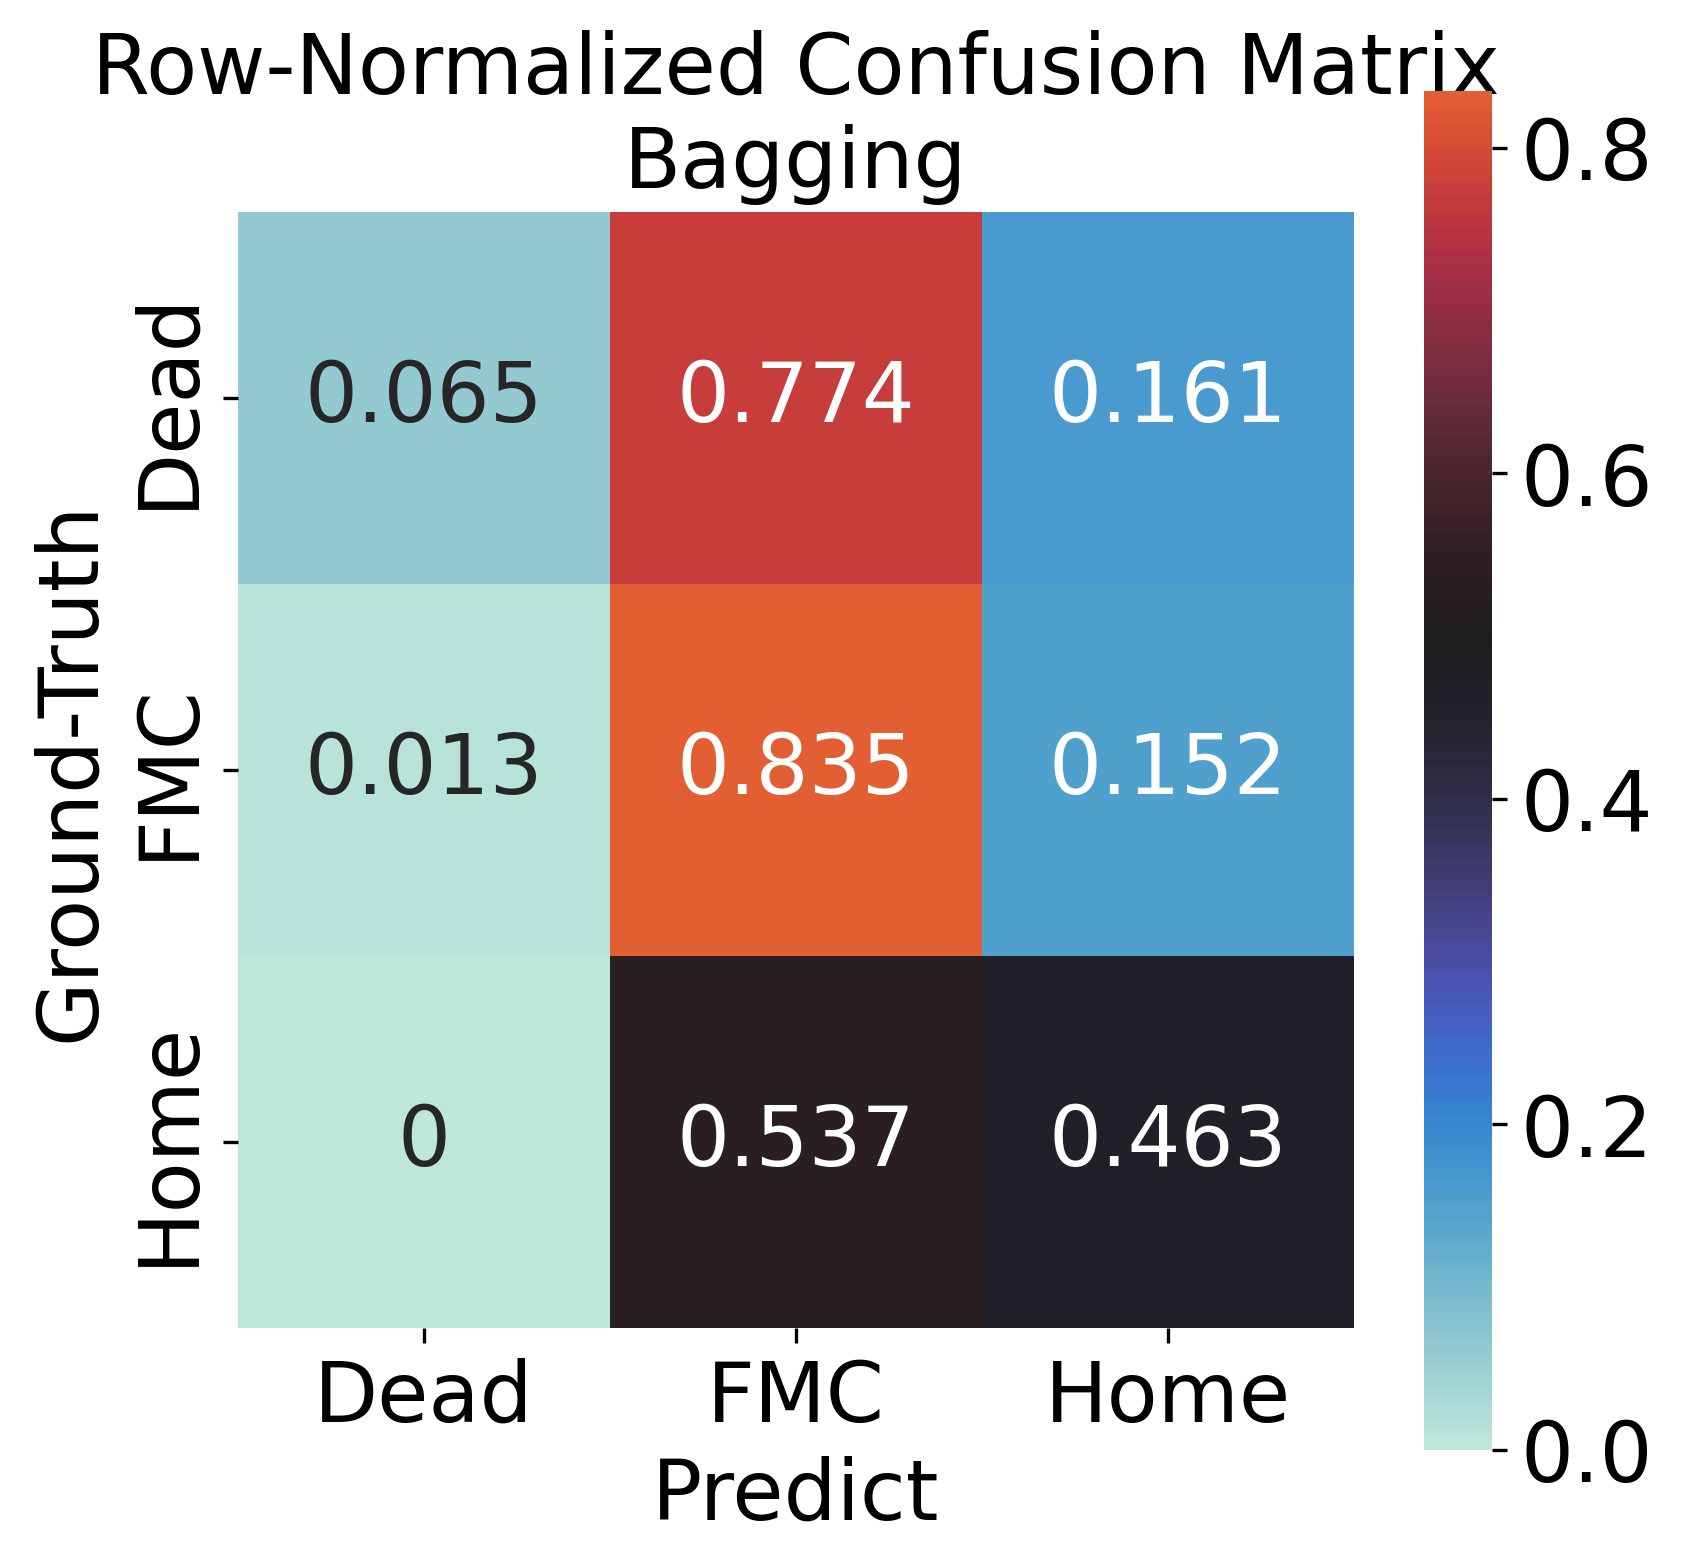 Row-Normalized Confusion Matrix
Bagging
Ground-Truth
Dead
0.065 0.774 0.161
FMC
0.013 0.835 0.152
Home
0 0.537 0.463
Dead FMC Home
Predict
0.8
0.6
0.4
0.2
0.0